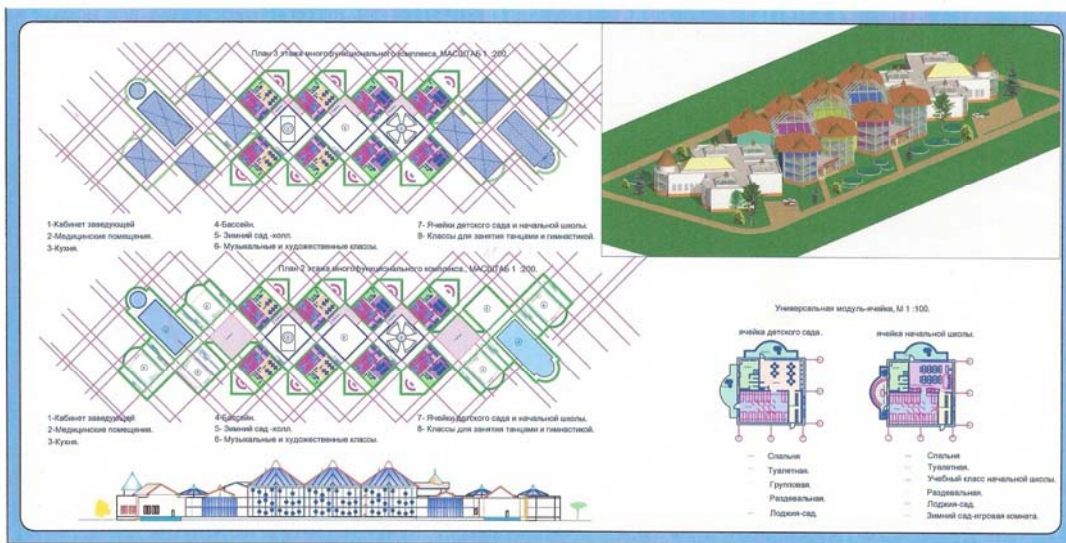 План 3 этажа многофункционального комплекса, МАСШТАБ 1 :200.
1-Кабинет заведующей
2-Медицинские помещения.
3-Кухня.
4-Бассейн.
5- Зимний сад -холл.
6- Музыкальные и художественные классы.
7- Ячейки детского сада и начальной школы.
8- Классы для занятия танцами и гимнастикой.
План 2 этажа многофункционального комплекса., МАСШТАБ 1 :200.
1-Кабинет заведующей
2-Медицинские помещения.
3-Кухня.
4-Бассейн.
5- Зимний сад -холл.
6- Музыкальные и художественные классы.
7- Ячейки детского сада и начальной школы.
8- Классы для занятия танцами и гимнастикой.
Универсальная модуль-ячейка, М 1 :100.
ячейка детского сада.
ячейка начальной школы.
Спальня
Туалетная.
Групповая.
Раздевальная.
Лоджия-сад.
Спальня
Туалетная.
Учебный класс начальной школы.
Раздевальная.
Лоджия-сад.
Зимний сад-игровая комната.